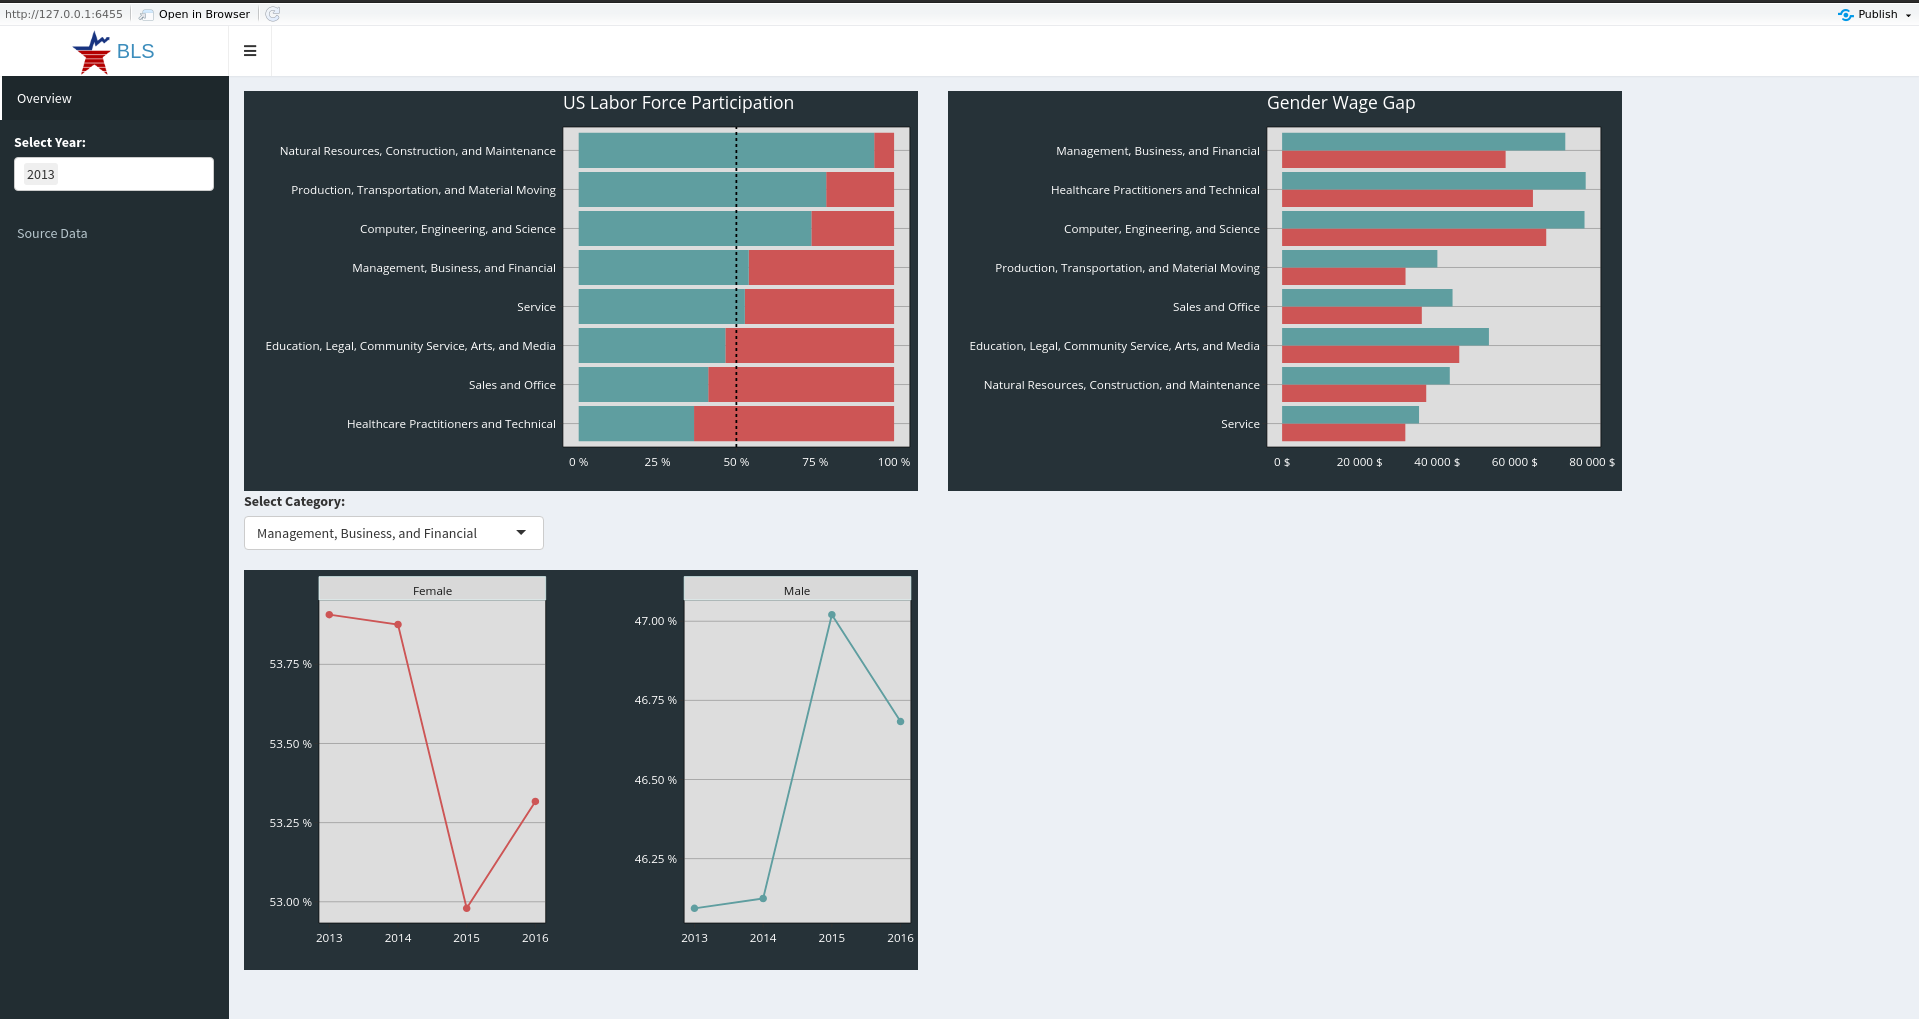 http://127.0.0.1:6455
Open in Browser
Publish
BLS
Overview
Select Year:
2013
Source Data
US Labor Force Participation
Natural Resources, Construction, and Maintenance
Production, Transportation, and Material Moving
Computer, Engineering, and Science
Management, Business, and Financial
Service
Education, Legal, Community Service, Arts, and Media
Sales and Office
Healthcare Practitioners and Technical
0 % 25 % 50 % 75 % 100 %
Gender Wage Gap
Management, Business, and Financial
Healthcare Practitioners and Technical
Computer, Engineering, and Science
Production, Transportation, and Material Moving
Sales and Office
Education, Legal, Community Service, Arts, and Media
Natural Resources, Construction, and Maintenance
Service
0 $ 20 000 $ 40 000 $ 60 000 $ 80 000 $
Select Category:
Management, Business, and Financial
Female
53.75 %
53.50 %
53.25 %
53.00 %
2013 2014 2015 2016
Male
47.00 %
46.75 %
46.50 %
46.25 %
2013 2014 2015 2016